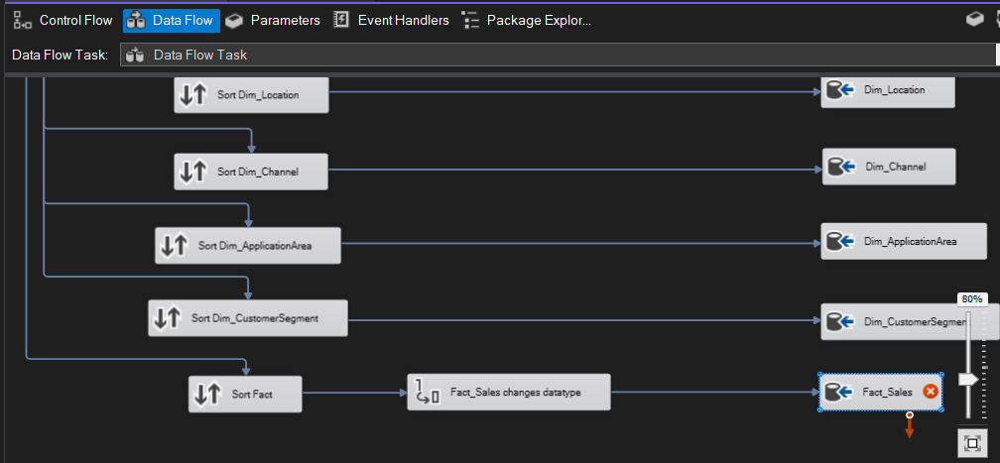 Control Flow Data Flow Parameters Event Handlers Package Explor...
Data Flow Task: Data Flow Task
Sort Dim_Location Dim_Location
Sort Dim_Channel Dim_Channel
Sort Dim_ApplicationArea Dim_ApplicationArea
80%
Sort Dim_CustomerSegment Dim_CustomerSegment
Sort Fact Fact_Sales changes datatype Fact_Sales